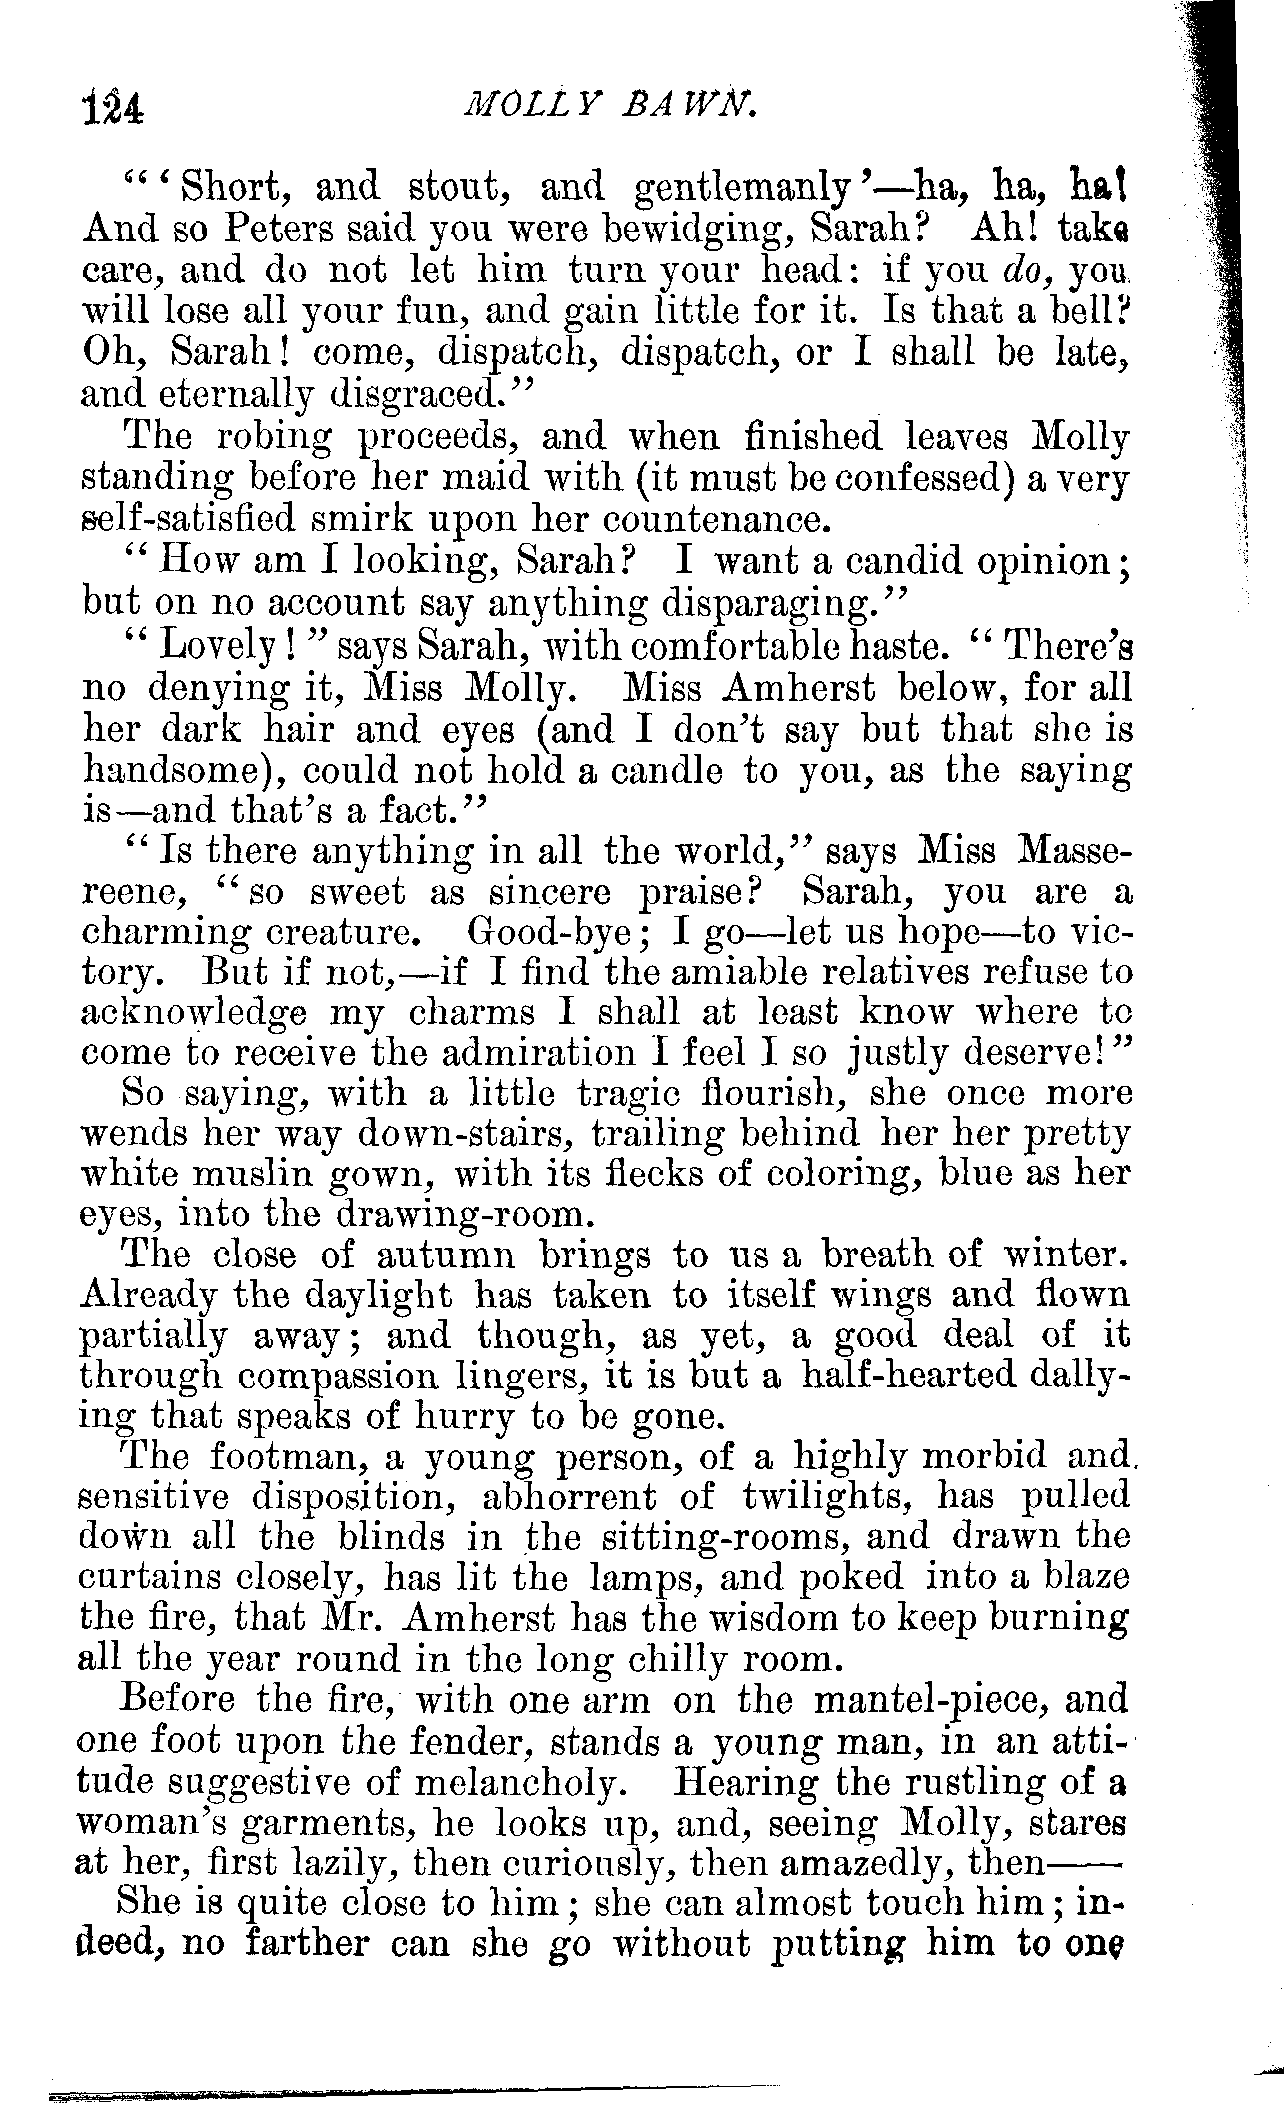 124 MOLLY BAWN.
"'Short, and stout, and gentlemanly'—ha, ha, ha!
And so Peters said you were bewidging, Sarah? Ah! take
care, and do not let him turn your head: if you do, you
will lose all your fun, and gain little for it. Is that a bell?
Oh, Sarah! come, dispatch, dispatch, or I shall be late,
and eternally disgraced."
The robing proceeds, and when finished leaves Molly
standing before her maid with (it must be confessed) a very
self-satisfied smirk upon her countenance.
"How am I looking, Sarah? I want a candid opinion;
but on no account say anything disparaging."
"Lovely!" says Sarah, with comfortable haste. "There's
no denying it, Miss Molly. Miss Amherst below, for all
her dark hair and eyes (and I don't say but that she is
handsome), could not hold a candle to you, as the saying
is—and that's a fact."
"Is there anything in all the world," says Miss Masse-
reene, "so sweet as sincere praise? Sarah, you are a
charming creature. Good-bye; I go—let us hope—to vic-
tory. But if not,—if I find the amiable relatives refuse to
acknowledge my charms I shall at least know where to
come to receive the admiration I feel I so justly deserve!"
So saying, with a little tragic flourish, she once more
wends her way down-stairs, trailing behind her her pretty
white muslin gown, with its flecks of coloring, blue as her
eyes, into the drawing-room.
The close of autumn brings to us a breath of winter.
Already the daylight has taken to itself wings and flown
partially away; and though, as yet, a good deal of it
through compassion lingers, it is but a half-hearted dally-
ing that speaks of hurry to be gone.
The footman, a young person, of a highly morbid and
sensitive disposition, abhorrent of twilights, has pulled
down all the blinds in the sitting-rooms, and drawn the
curtains closely, has lit the lamps, and poked into a blaze
the fire, that Mr. Amherst has the wisdom to keep burning
all the year round in the long chilly room.
Before the fire, with one arm on the mantel-piece, and
one foot upon the fender, stands a young man, in an atti-
tude suggestive of melancholy. Hearing the rustling of a
woman's garments, he looks up, and, seeing Molly, stares
at her, first lazily, then curiously, then amazedly, then——
She is quite close to him; she can almost touch him; in-
deed, no farther can she go without putting him to one